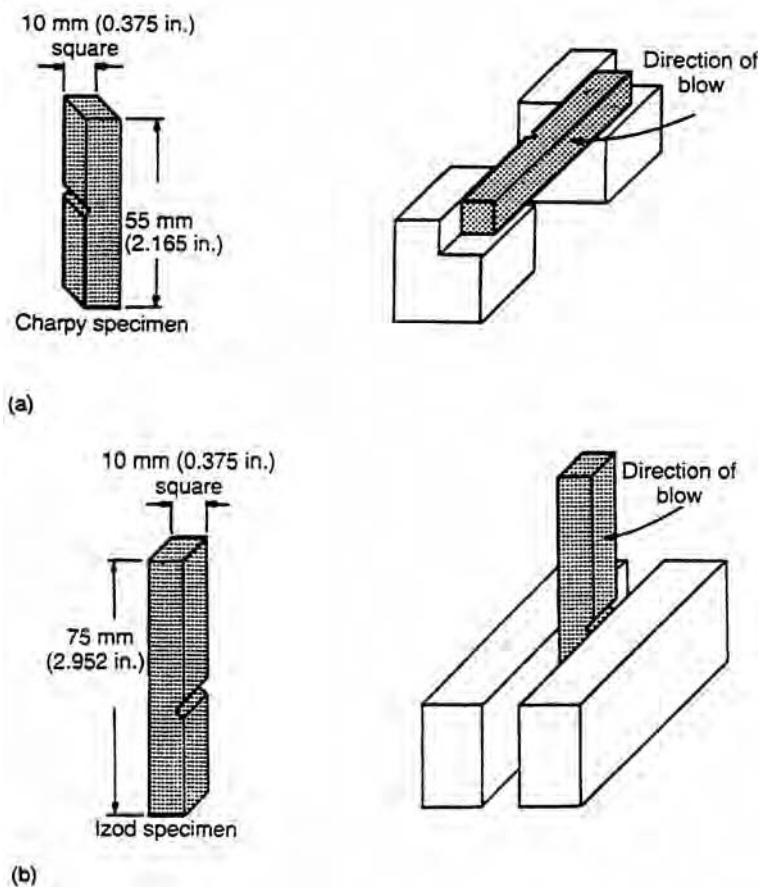 10 mm (0.375 in.)
square
55 mm
(2.165 in.)
Charpy specimen
Direction of
blow
(a)
10 mm (0.375 in.)
square
75 mm
(2.952 in.)
Izod specimen
Direction of
blow
(b)